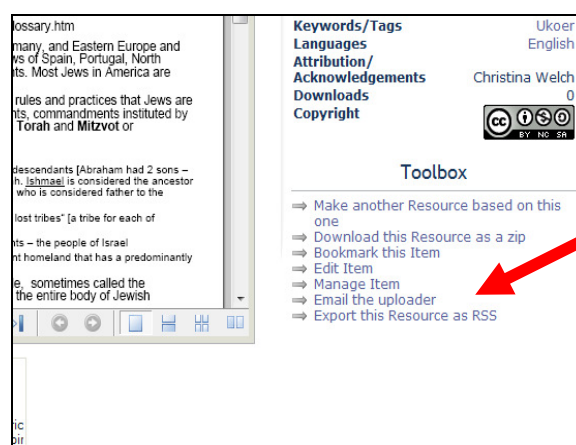 lossary.htm
many, and Eastern Europe and
ws of Spain, Portugal, North
nts. Most Jews in America are
rules and practices that Jews are
nts, commandments instituted by
Torah and Mitzvot or
descendants [Abraham had 2 sons –
h. Ishmael is considered the ancestor
who is considered father to the
lost tribes" [a tribe for each of
nts – the people of Israel
nt homeland that has a predominantly
e, sometimes called the
the entire body of Jewish
Keywords/Tags Ukoer
Languages English
Attribution/
Acknowledgements Christina Welch
Downloads 0
Copyright
cc BY NC SA
Toolbox
Make another Resource based on this
one
Download this Resource as a zip
Bookmark this Item
Edit Item
Manage Item
Email the uploader
Export this Resource as RSS